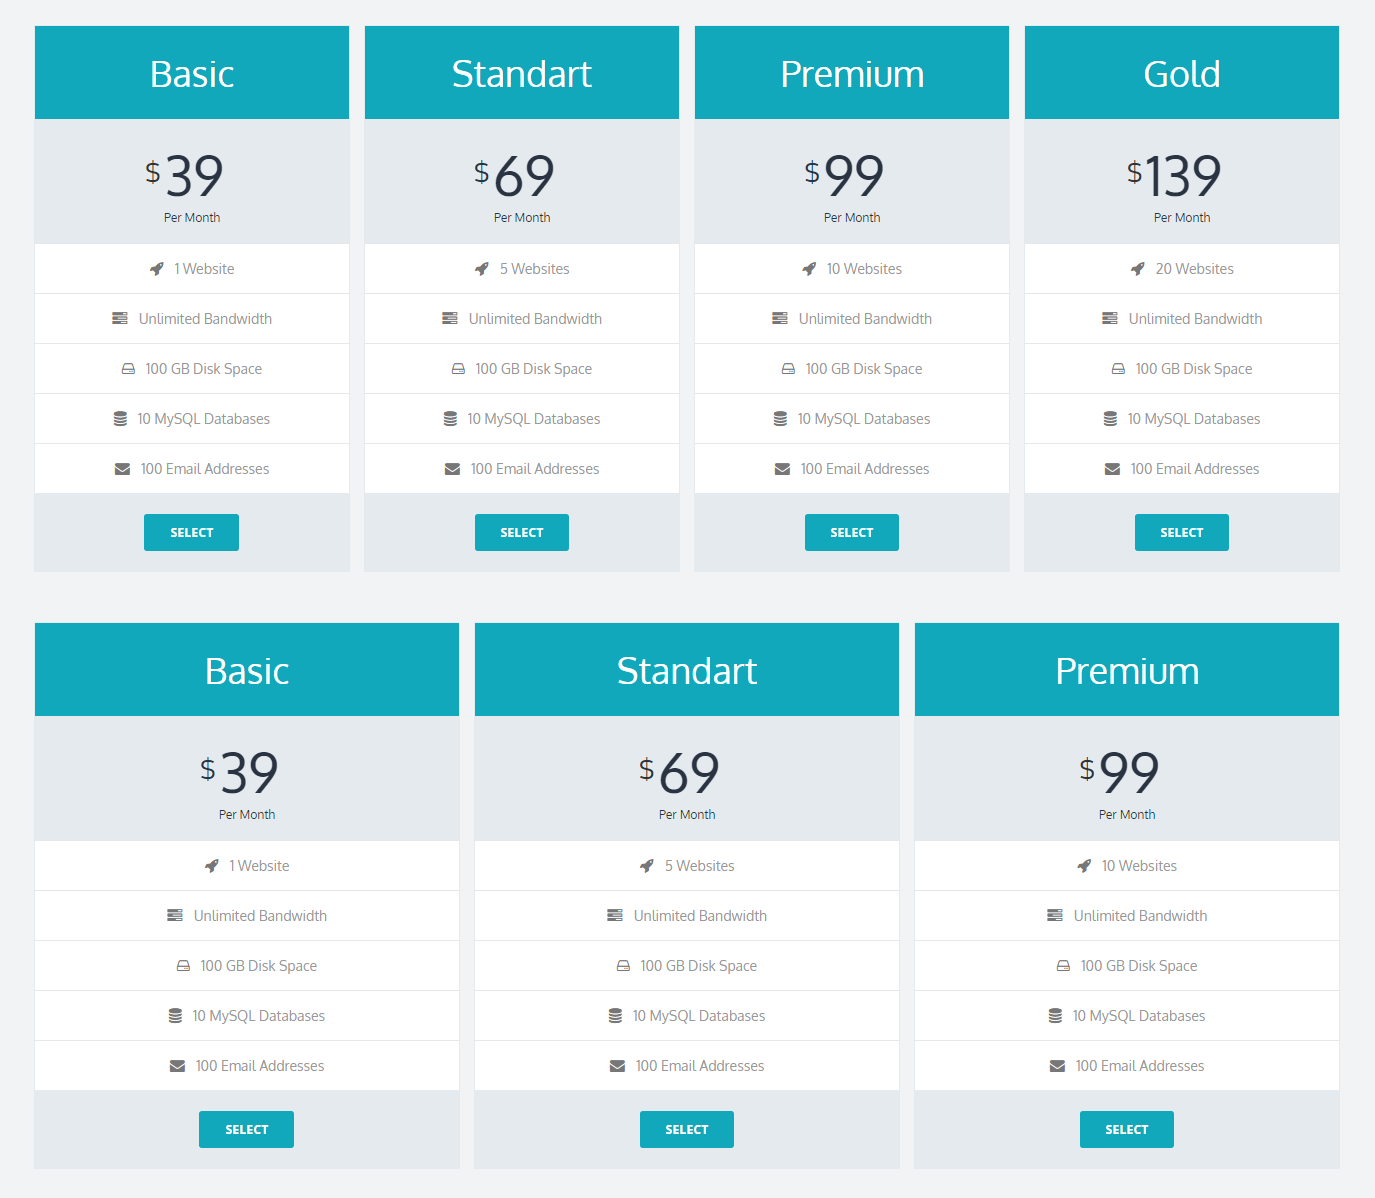 Basic
$39
Per Month
1 Website
Unlimited Bandwidth
100 GB Disk Space
10 MySQL Databases
100 Email Addresses
SELECT
Standart
$69
Per Month
5 Websites
Unlimited Bandwidth
100 GB Disk Space
10 MySQL Databases
100 Email Addresses
SELECT
Premium
$99
Per Month
10 Websites
Unlimited Bandwidth
100 GB Disk Space
10 MySQL Databases
100 Email Addresses
SELECT
Gold
$139
Per Month
20 Websites
Unlimited Bandwidth
100 GB Disk Space
10 MySQL Databases
100 Email Addresses
SELECT
Basic
$39
Per Month
1 Website
Unlimited Bandwidth
100 GB Disk Space
10 MySQL Databases
100 Email Addresses
SELECT
Standart
$69
Per Month
5 Websites
Unlimited Bandwidth
100 GB Disk Space
10 MySQL Databases
100 Email Addresses
SELECT
Premium
$99
Per Month
10 Websites
Unlimited Bandwidth
100 GB Disk Space
10 MySQL Databases
100 Email Addresses
SELECT